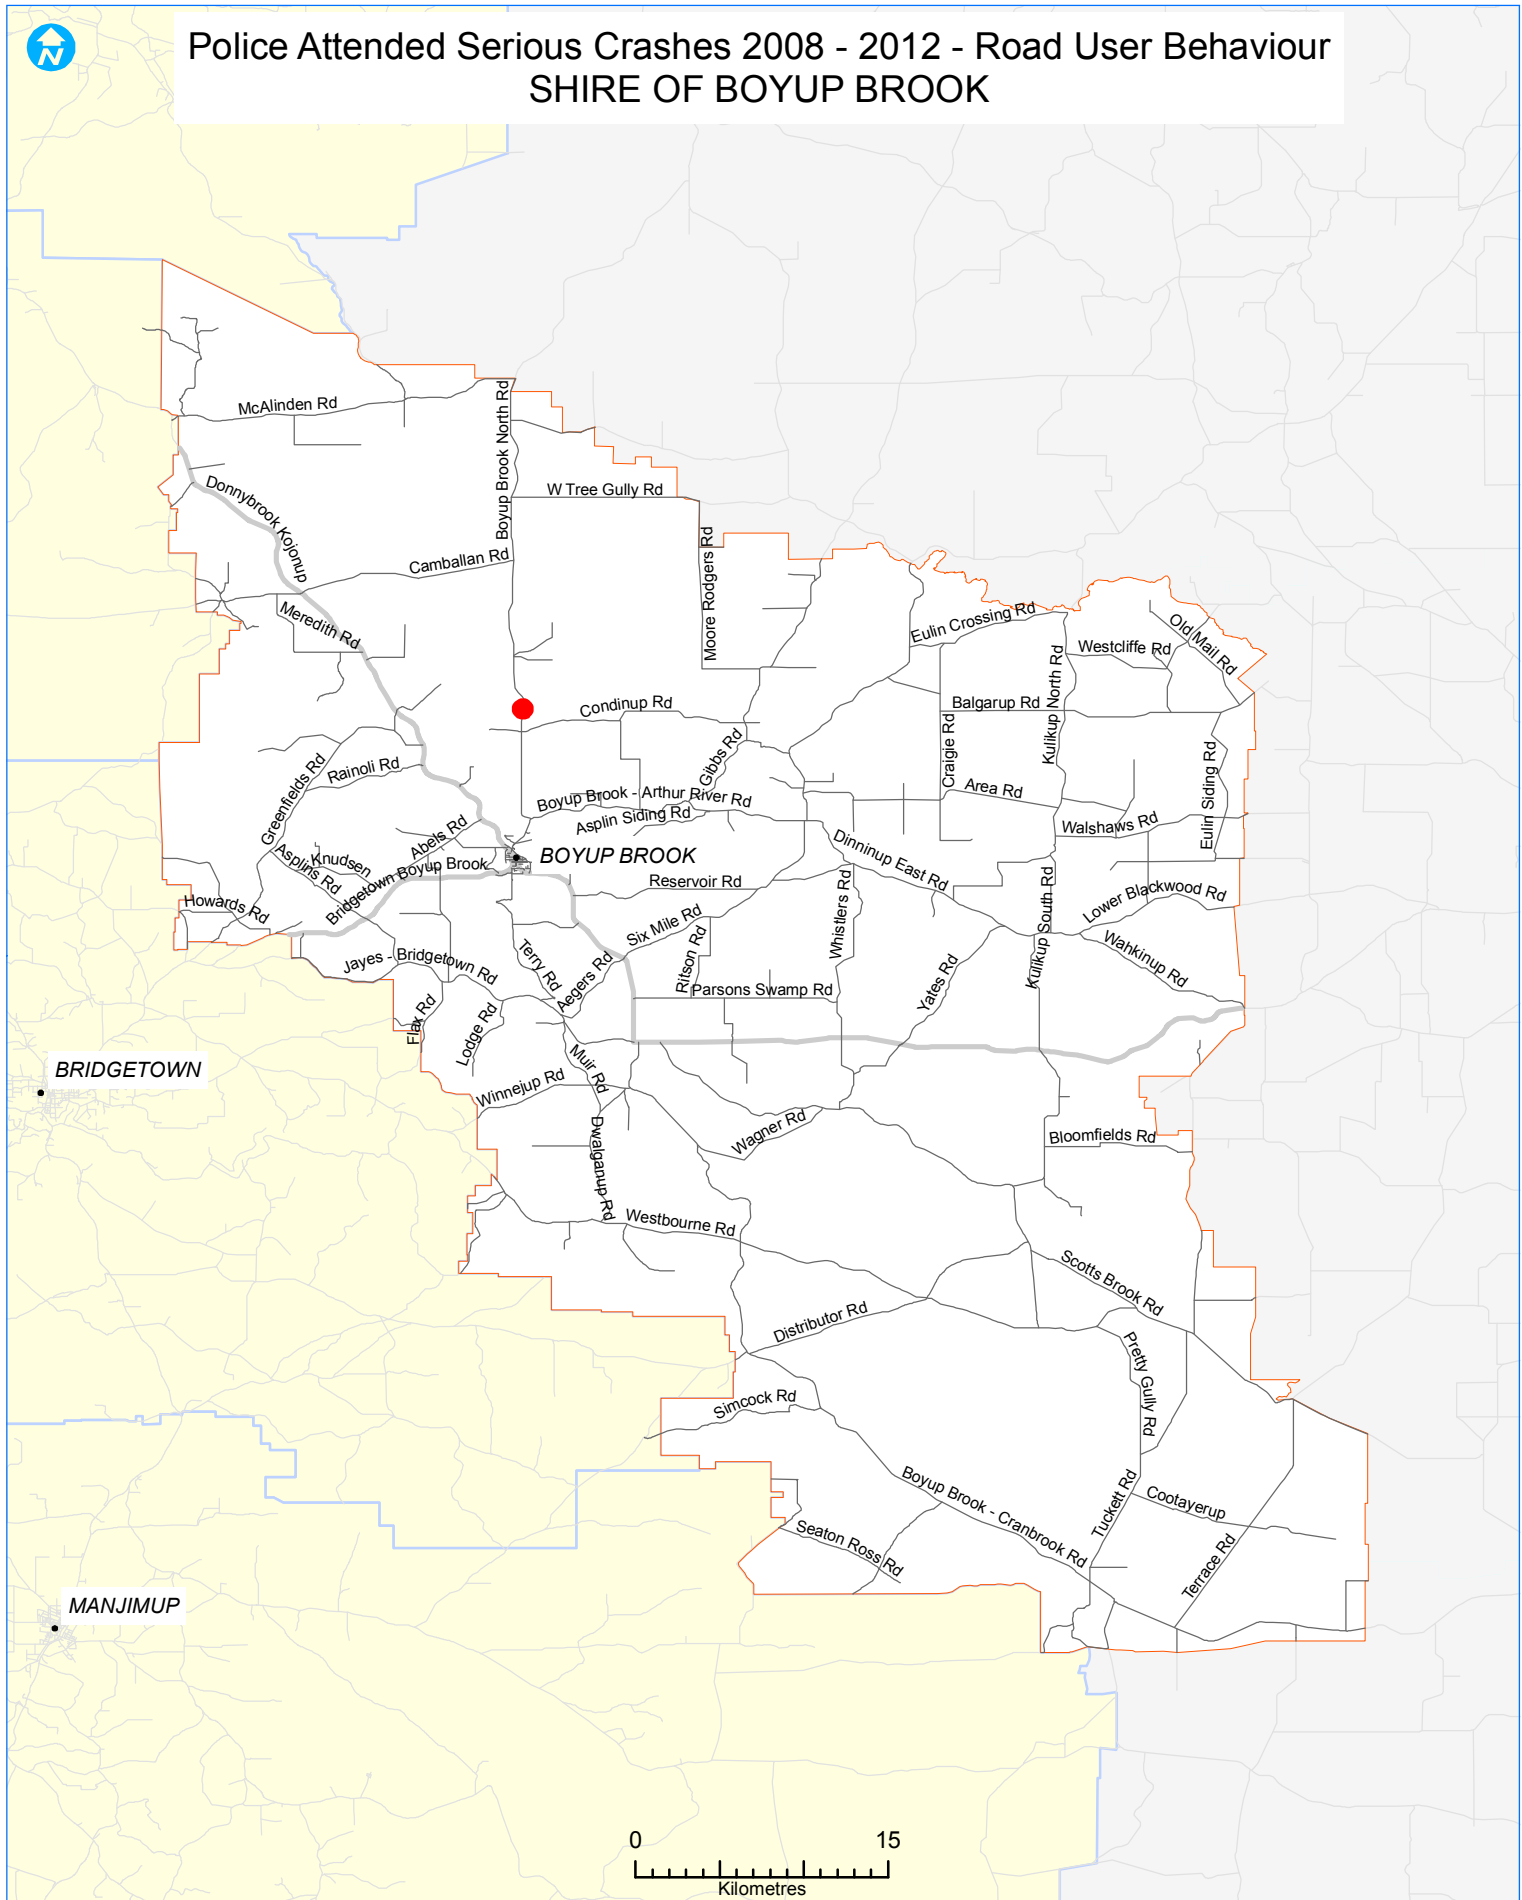 N
Police Attended Serious Crashes 2008 - 2012 - Road User Behaviour
SHIRE OF BOYUP BROOK
McAlinden Rd
Boyup Brook North Rd
Donnybrook Kojonup
W Tree Gully Rd
Camballan Rd
Moore Rodgers Rd
Meredith Rd
Eulin Crossing Rd
Old Mail Rd
Westcliffe Rd
Kulikup North Rd
Condinup Rd
Balgarup Rd
Craigie Rd
Gibbs Rd
Eulin Siding Rd
Greenfields Rd
Rainoli Rd
Area Rd
Boyup Brook - Arthur River Rd
Asplin Siding Rd
Walshaws Rd
Abels Rd
Dinninup East Rd
BOYUP BROOK
Knudsen
Asplins Rd
Bridgetown Boyup Brook
Reservoir Rd
Whistlers Rd
Kulikup South Rd
Lower Blackwood Rd
Howards Rd
Six Mile Rd
Ritson Rd
Wahkinup Rd
Terry Rd
Jayes - Bridgetown Rd
Aegers Rd
Yates Rd
Parsons Swamp Rd
Flax Rd
Lodge Rd
Muir Rd
BRIDGETOWN
Winnejup Rd
Wagner Rd
Dwalganup Rd
Bloomfields Rd
Westbourne Rd
Scotts Brook Rd
Distributor Rd
Pretty Gully Rd
Simcock Rd
Boyup Brook - Cranbrook Rd
Tuckett Rd
Cootayerup
Seaton Ross Rd
Terrace Rd
MANJIMUP
0 15
Kilometres